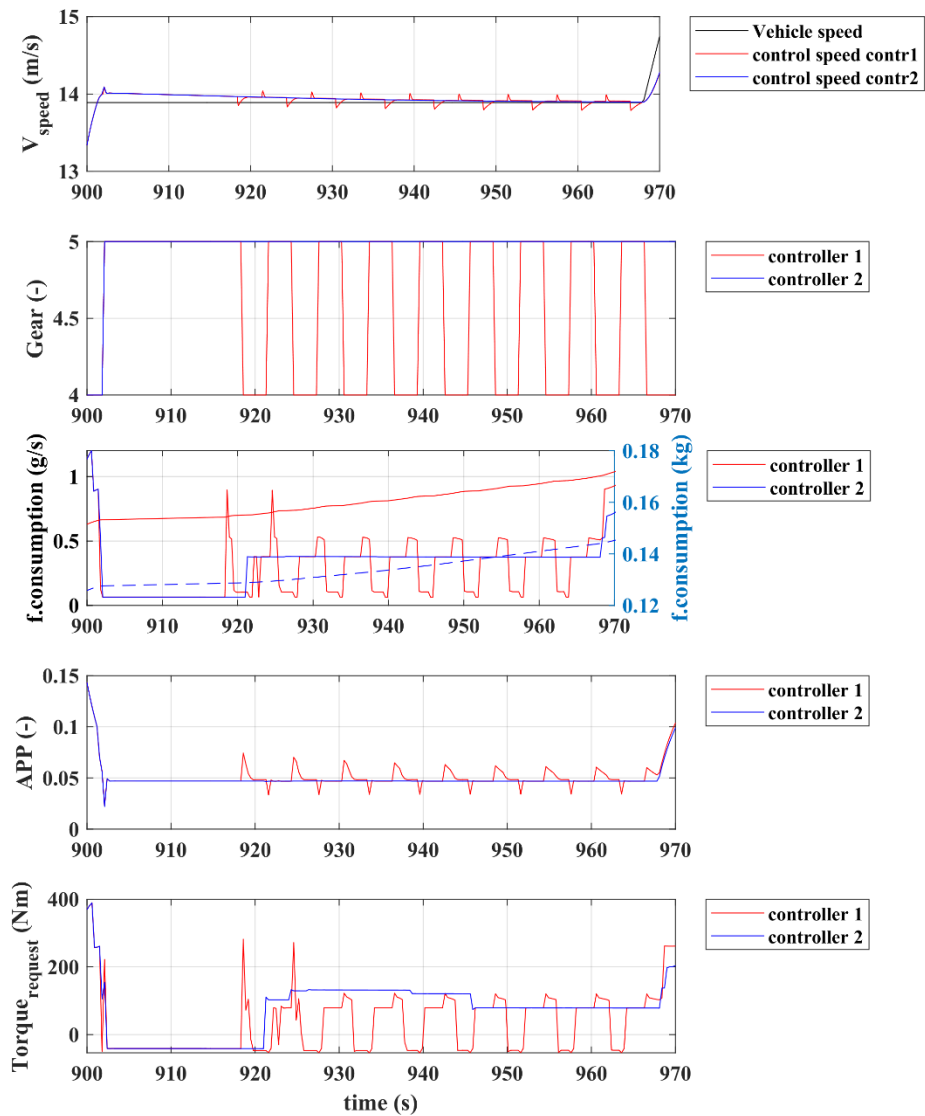 15
14
13
V_speed (m/s)
900 910 920 930 940 950 960 970
Vehicle speed
control speed contr1
control speed contr2
5
4.5
4
Gear (-)
900 910 920 930 940 950 960 970
controller 1
controller 2
1
0.5
0
f.consumption (g/s)
0.18
0.16
0.14
0.12
f.consumption (kg)
900 910 920 930 940 950 960 970
controller 1
controller 2
0.15
0.1
0.05
0
APP (-)
900 910 920 930 940 950 960 970
controller 1
controller 2
400
200
0
Torque_request (Nm)
900 910 920 930 940 950 960 970
time (s)
controller 1
controller 2